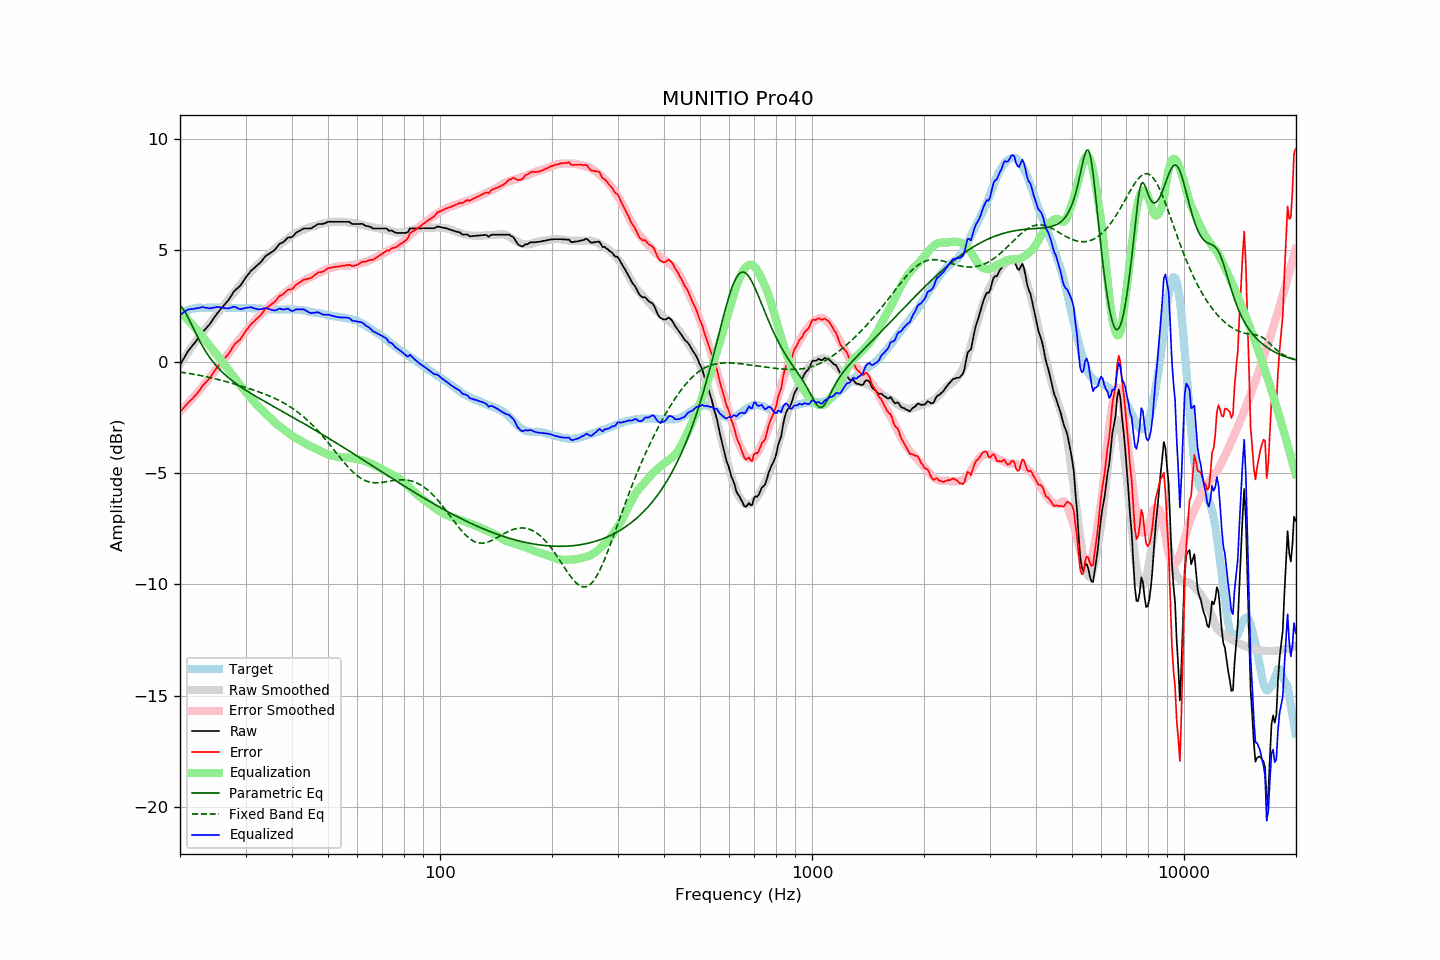 MUNITIO Pro40
10
5
0
−5
−10
−15
−20
Amplitude (dBr)
Target
Raw Smoothed
Error Smoothed
Raw
Error
Equalization
Parametric Eq
Fixed Band Eq
Equalized
100
1000
10000
Frequency (Hz)